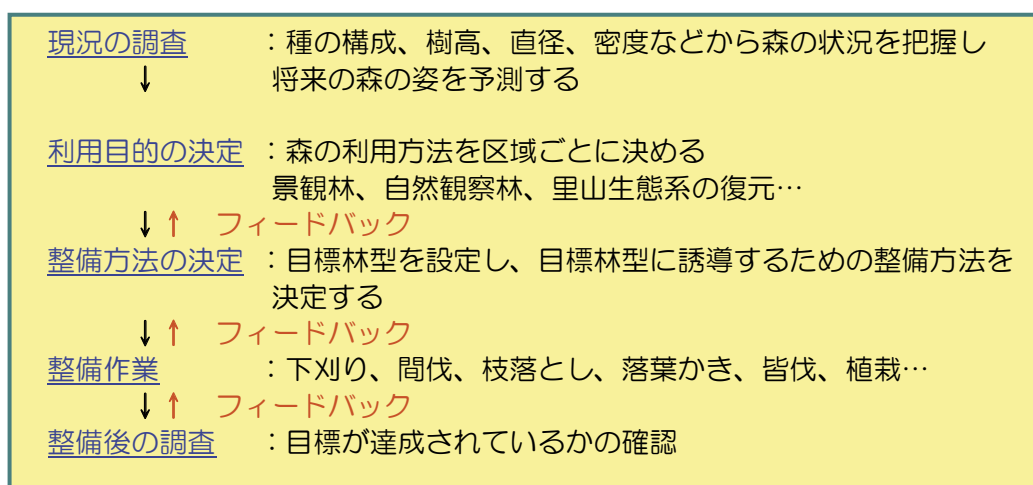 現況の調査　　：種の構成、樹高、直径、密度などから森の状況を把握し
↓　　将来の森の姿を予測する
利用目的の決定　：森の利用方法を区域ごとに決める
景観林、自然観察林、里山生態系の復元…
↓↑　フィードバック
整備方法の決定　：目標林型を設定し、目標林型に誘導するための整備方法を
決定する
↓↑　フィードバック
整備作業　　：下刈り、間伐、枝落とし、落葉かき、皆伐、植栽…
↓↑　フィードバック
整備後の調査　：目標が達成されているかの確認